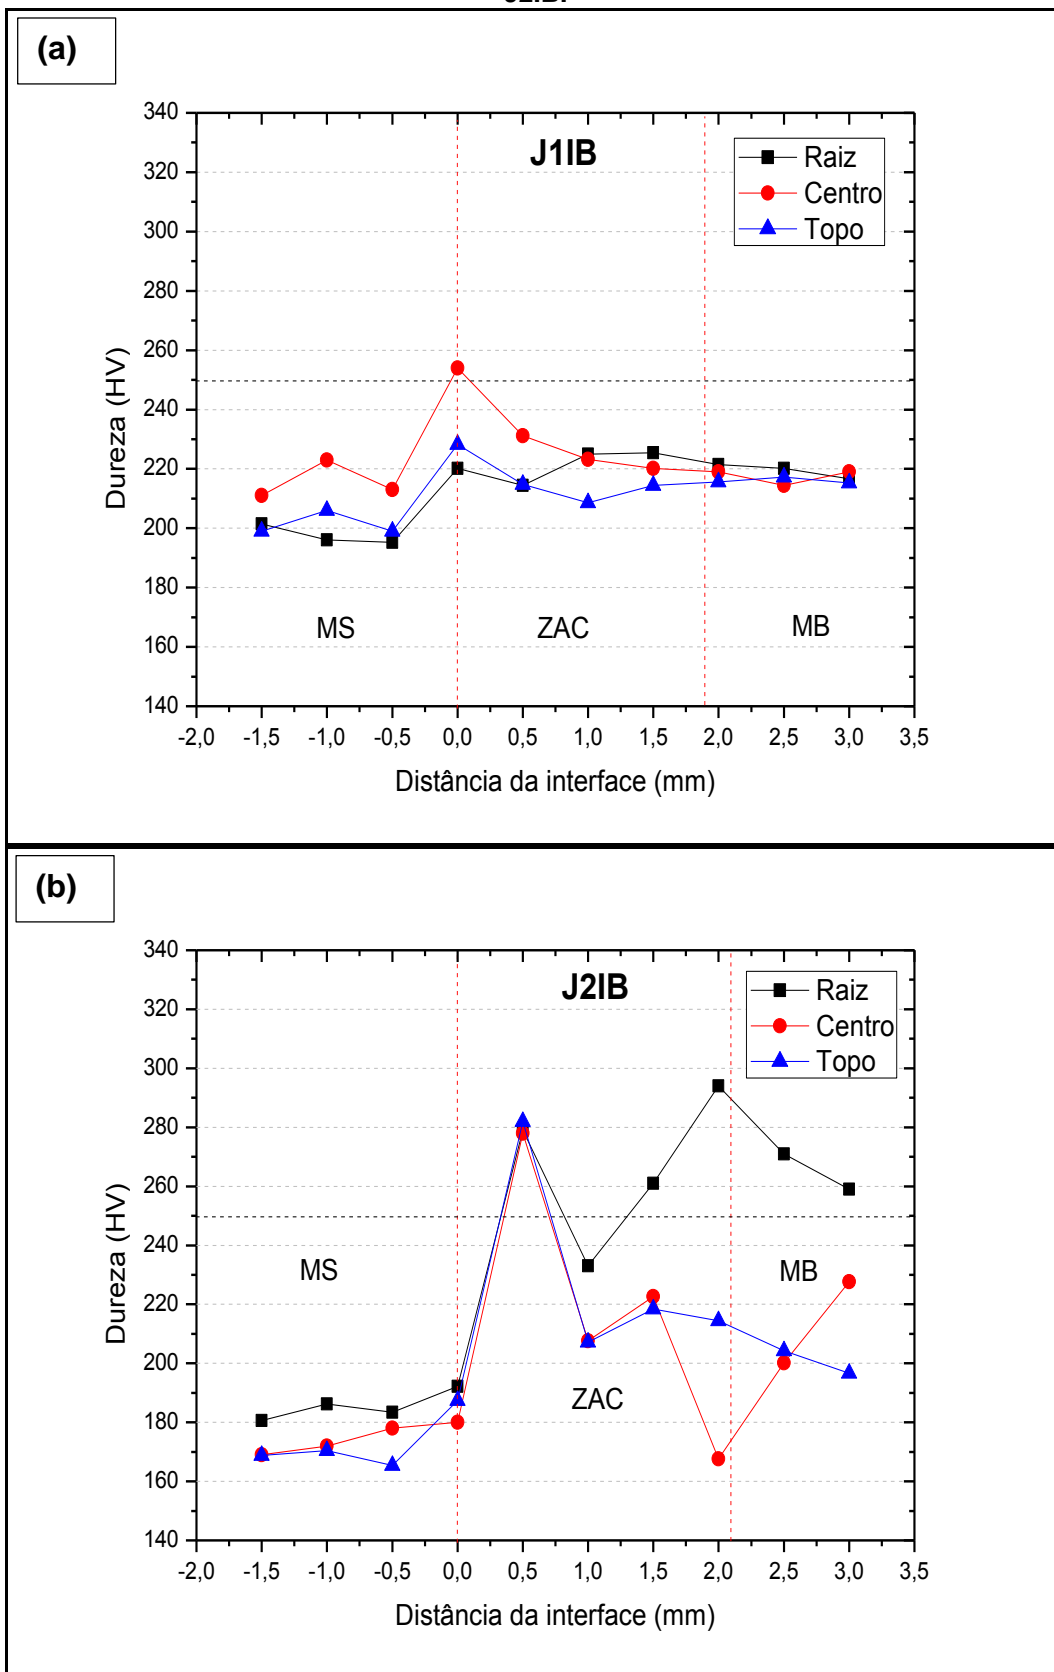 (a)
J1IB
Raiz
Centro
Topo
340
320
300
280
260
240
220
200
180
160
140
Dureza (HV)
MS
ZAC
MB
-2,0 -1,5 -1,0 -0,5 0,0 0,5 1,0 1,5 2,0 2,5 3,0 3,5
Distância da interface (mm)
(b)
J2IB
Raiz
Centro
Topo
340
320
300
280
260
240
220
200
180
160
140
Dureza (HV)
MS
MB
ZAC
-2,0 -1,5 -1,0 -0,5 0,0 0,5 1,0 1,5 2,0 2,5 3,0 3,5
Distância da interface (mm)